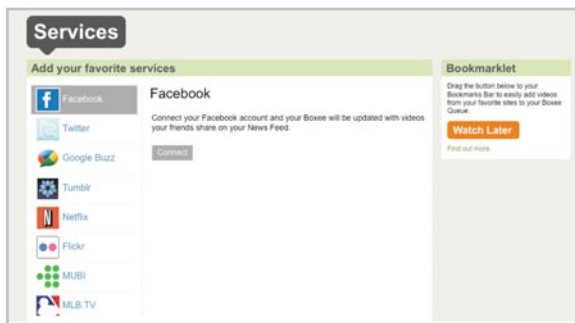 Services
Add your favorite services
Facebook
Twitter
Google Buzz
Tumblr
Netflix
Flickr
MUBI
MLB.TV
Facebook
Connect your Facebook account and your Boxee will be updated with videos
your friends share on your News Feed.
Connect
Bookmarklet
Drag the button below to your
Bookmarks Bar to easily add videos
from your favorite sites to your Boxee
Queue.
Watch Later
Find out more